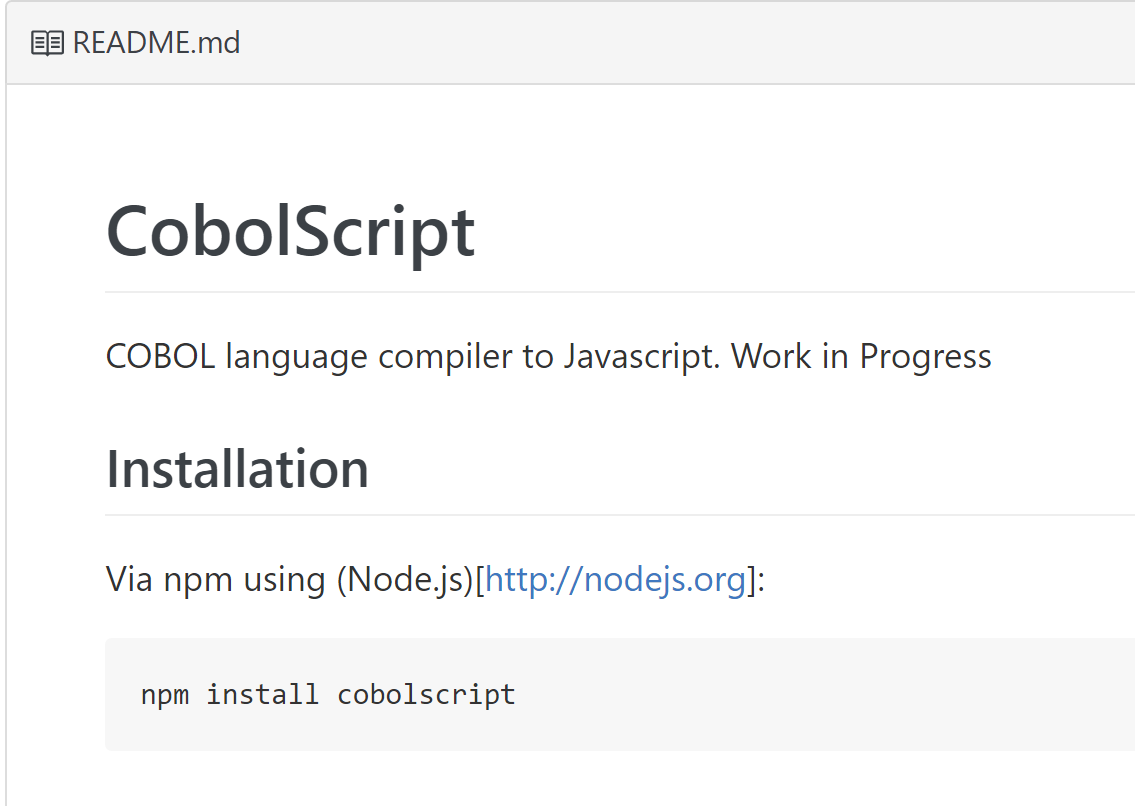 README.md
CobolScript
COBOL language compiler to Javascript. Work in Progress
Installation
Via npm using (Node.js)[http://nodejs.org]:
npm install cobolscript